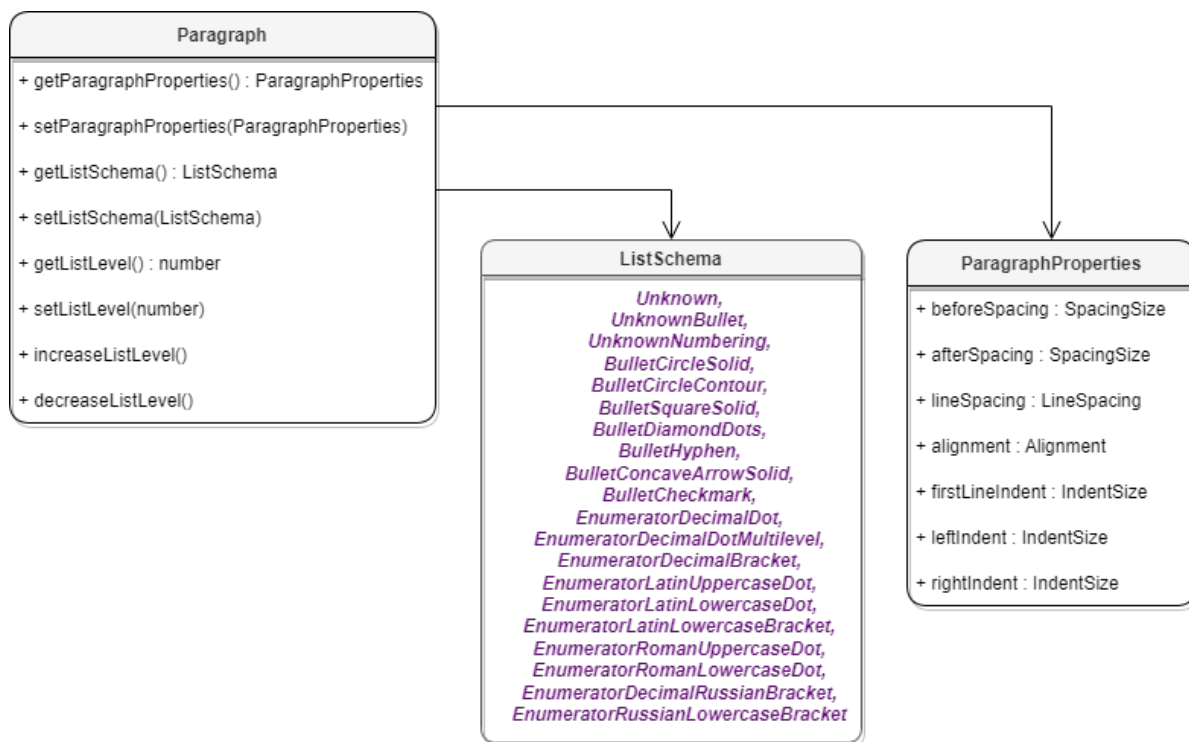 Paragraph
+ getParagraphProperties() : ParagraphProperties
+ setParagraphProperties(ParagraphProperties)
+ getListSchema() : ListSchema
+ setListSchema(ListSchema)
+ getListLevel() : number
+ setListLevel(number)
+ increaseListLevel()
+ decreaseListLevel()
ListSchema
Unknown,
UnknownBullet,
UnknownNumbering,
BulletCircleSolid,
BulletCircleContour,
BulletSquareSolid,
BulletDiamondDots,
BulletHyphen,
BulletConcaveArrowSolid,
BulletCheckmark,
EnumeratorDecimalDot,
EnumeratorDecimalDotMultilevel,
EnumeratorDecimalBracket,
EnumeratorLatinUppercaseDot,
EnumeratorLatinLowercaseDot,
EnumeratorLatinLowercaseBracket,
EnumeratorRomanUppercaseDot,
EnumeratorRomanLowercaseDot,
EnumeratorDecimalRussianBracket,
EnumeratorRussianLowercaseBracket
ParagraphProperties
+ beforeSpacing : SpacingSize
+ afterSpacing : SpacingSize
+ lineSpacing : LineSpacing
+ alignment : Alignment
+ firstLineIndent : IndentSize
+ leftIndent : IndentSize
+ rightIndent : IndentSize